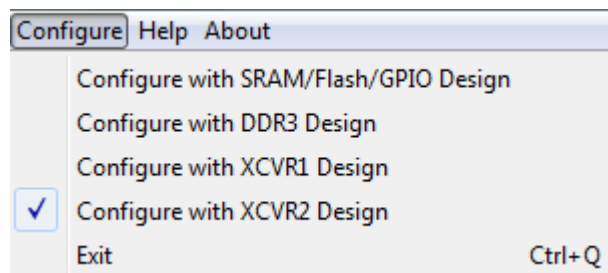 Configure Help About
Configure with SRAM/Flash/GPIO Design
Configure with DDR3 Design
Configure with XCVR1 Design
Configure with XCVR2 Design
Exit Ctrl+Q